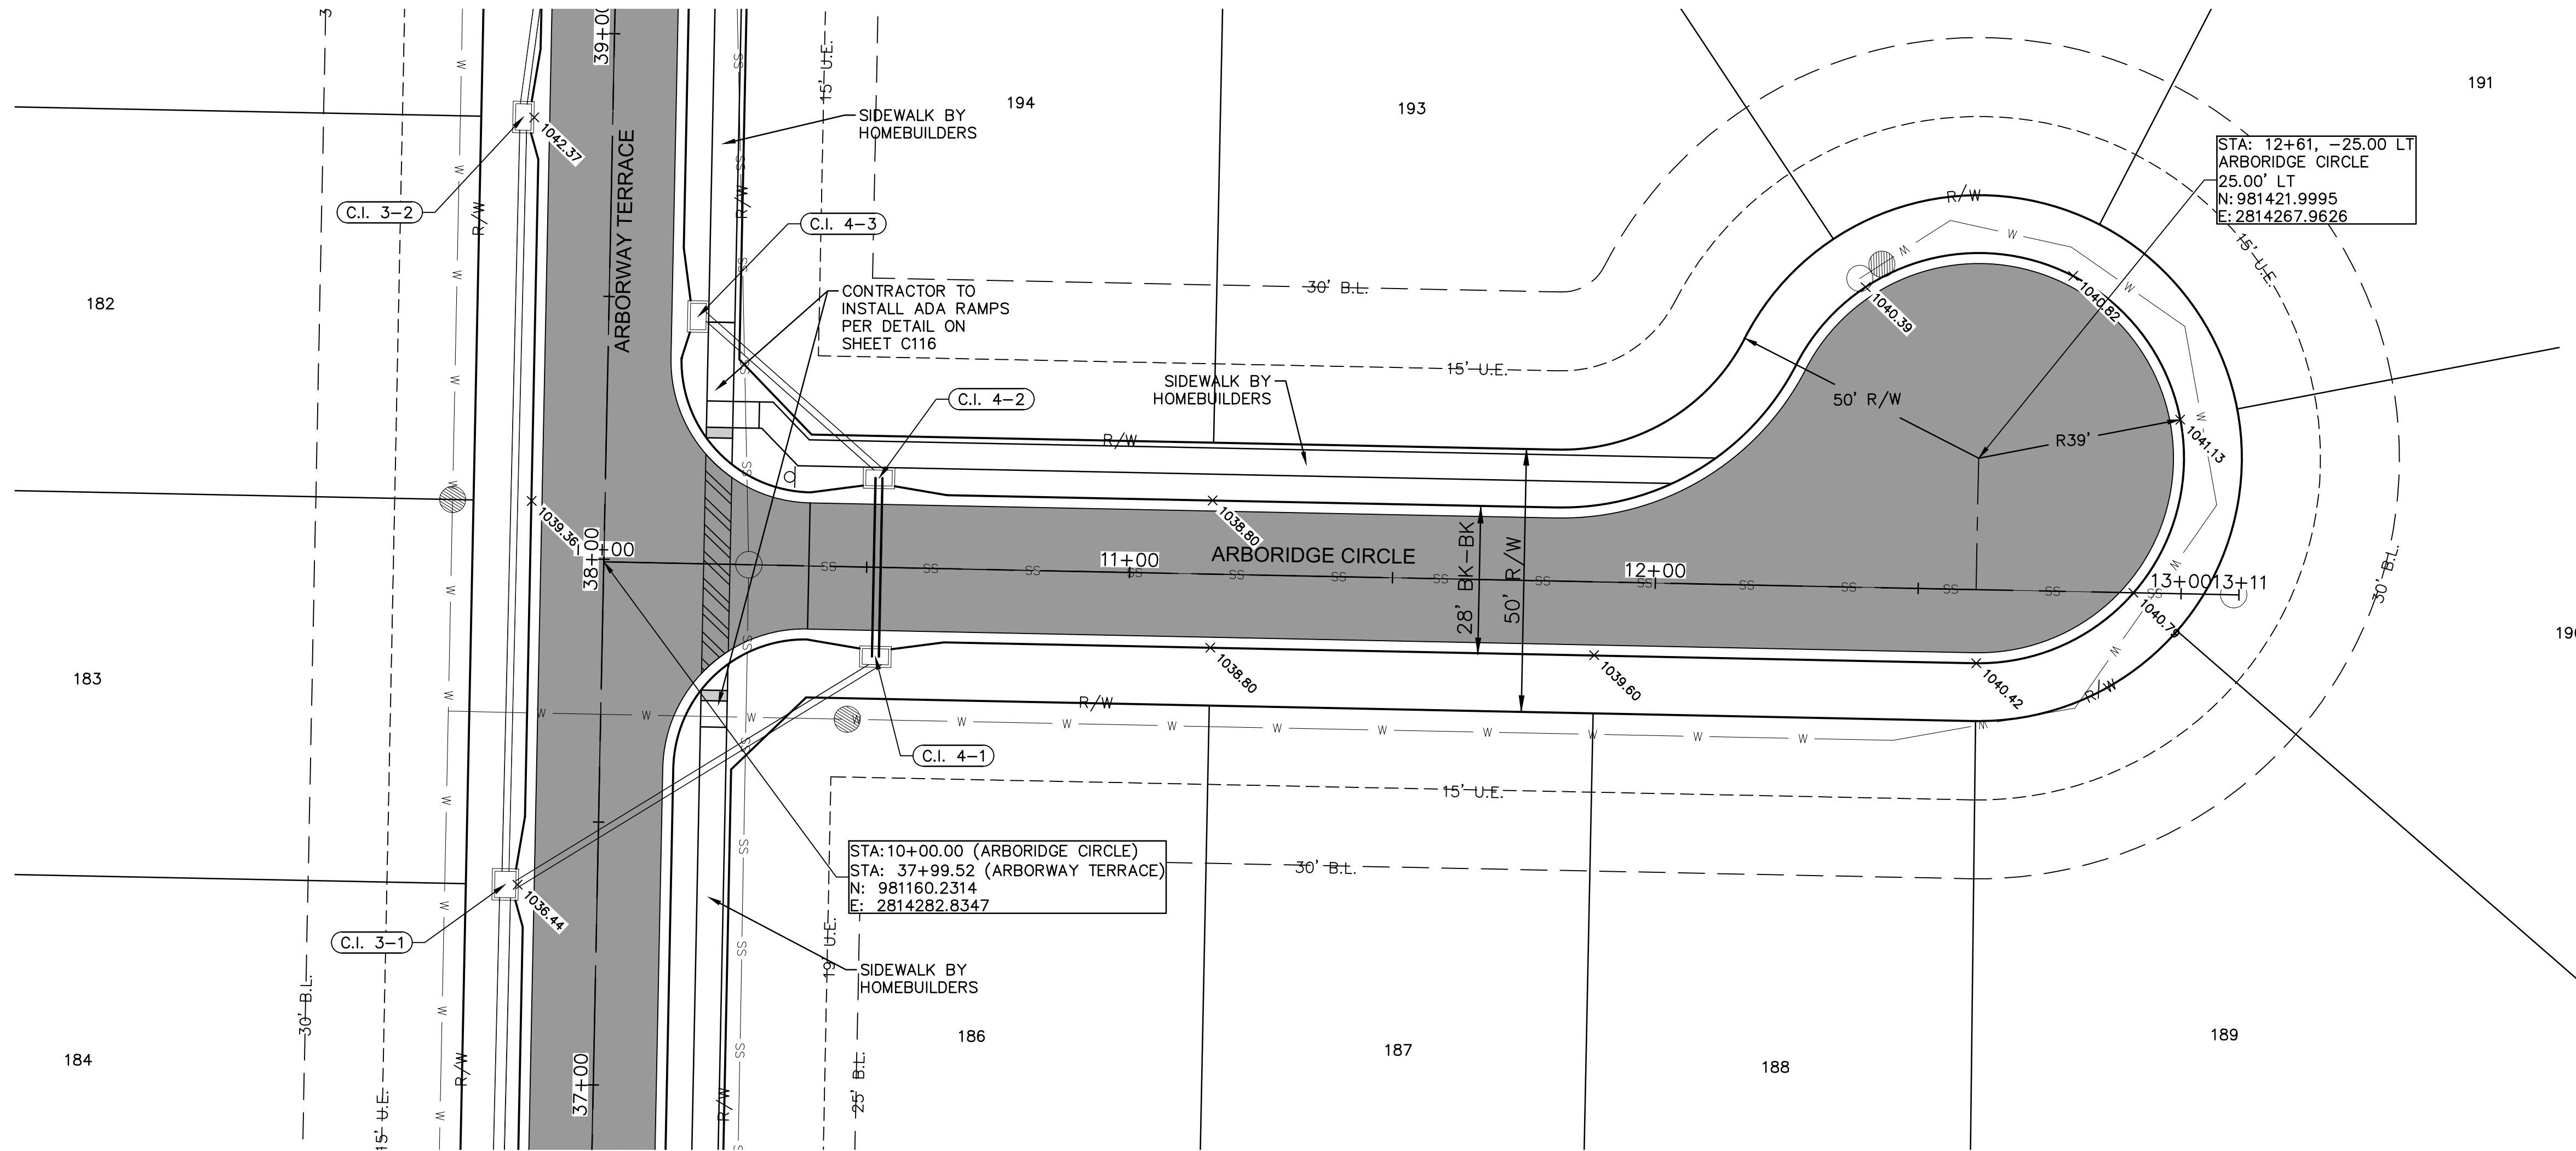 39+00
15' U.E.
194
193
191
SIDEWALK BY
HOMEBUILDERS
1042.37
ARBORWAY TERRACE
STA: 12+61, -25.00 LT
ARBORIDGE CIRCLE
25.00' LT
N: 981421.9995
E: 2814267.9626
C.I. 3-2
R/W
R/W
R/W
C.I. 4-3
15' U.E.
182
CONTRACTOR TO
INSTALL ADA RAMPS
PER DETAIL ON
SHEET C116
30' B.L.
1040.39
1040.82
15' U.E.
SIDEWALK BY
HOMEBUILDERS
C.I. 4-2
50' R/W
R/W
R39'
1041.13
1039.36
1038.80
38+00
+00
11+00
ARBORIDGE CIRCLE
12+00
28' BK-BK
50' R/W
13+00
13+11
30' B.L.
1040.79
183
1038.80
1039.60
1040.42
R/W
R/W
C.I. 4-1
15' U.E.
STA:10+00.00 (ARBORIDGE CIRCLE)
STA: 37+99.52 (ARBORWAY TERRACE)
N: 981160.2314
E: 2814282.8347
30' B.L.
1036.44
C.I. 3-1
19' U.E.
SIDEWALK BY
HOMEBUILDERS
30' B.L.
184
R/W
15' U.E.
37+00
R/W
25' B.L.
186
187
188
189
W
SS